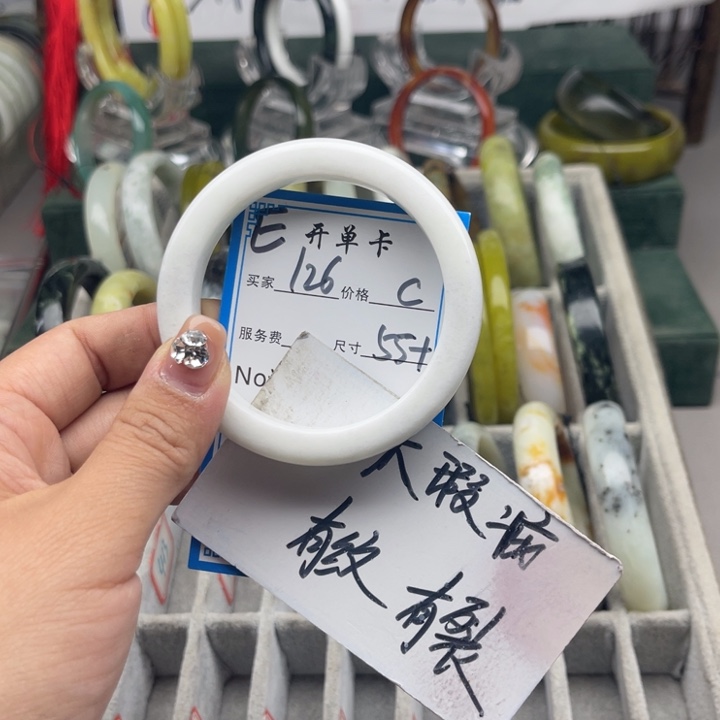 E 开单卡
买家 126 价格 C
服务费 尺寸 55+
No
大瑕疵
有纹 有裂